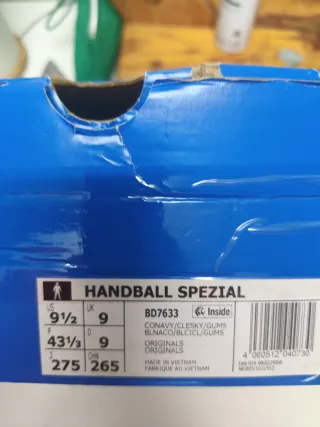 HANDBALL SPEZIAL
US UK
9½ 9
F D
43⅓ 9
J CHN
275 265
BD7633
Inside
CONAVY/CLESKY/GUM5
BLNACO/BLCICL/GUM5
ORIGINALS
ORIGINALS
MADE IN VIETNAM
FABRIQUE AU VIETNAM
4 060512 040730